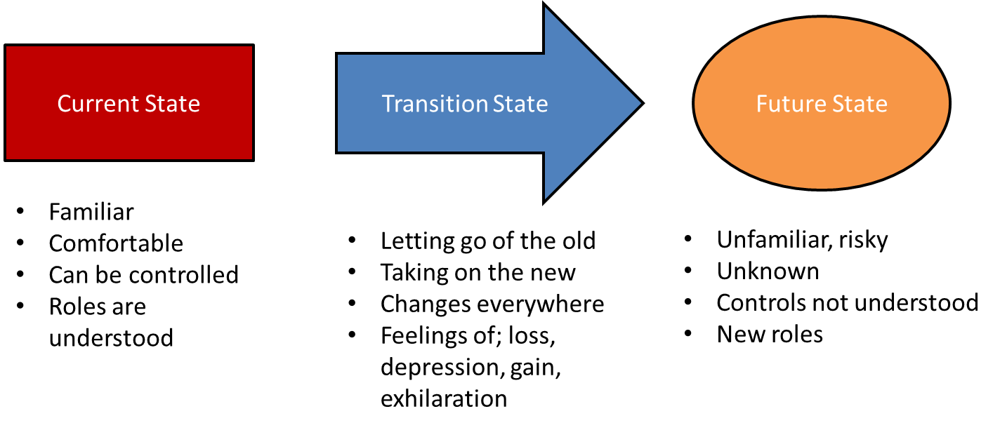 Current State
Transition State
Future State
• Familiar
• Comfortable
• Can be controlled
• Roles are
understood
• Letting go of the old
• Taking on the new
• Changes everywhere
• Feelings of; loss,
depression, gain,
exhilaration
• Unfamiliar, risky
• Unknown
• Controls not understood
• New roles